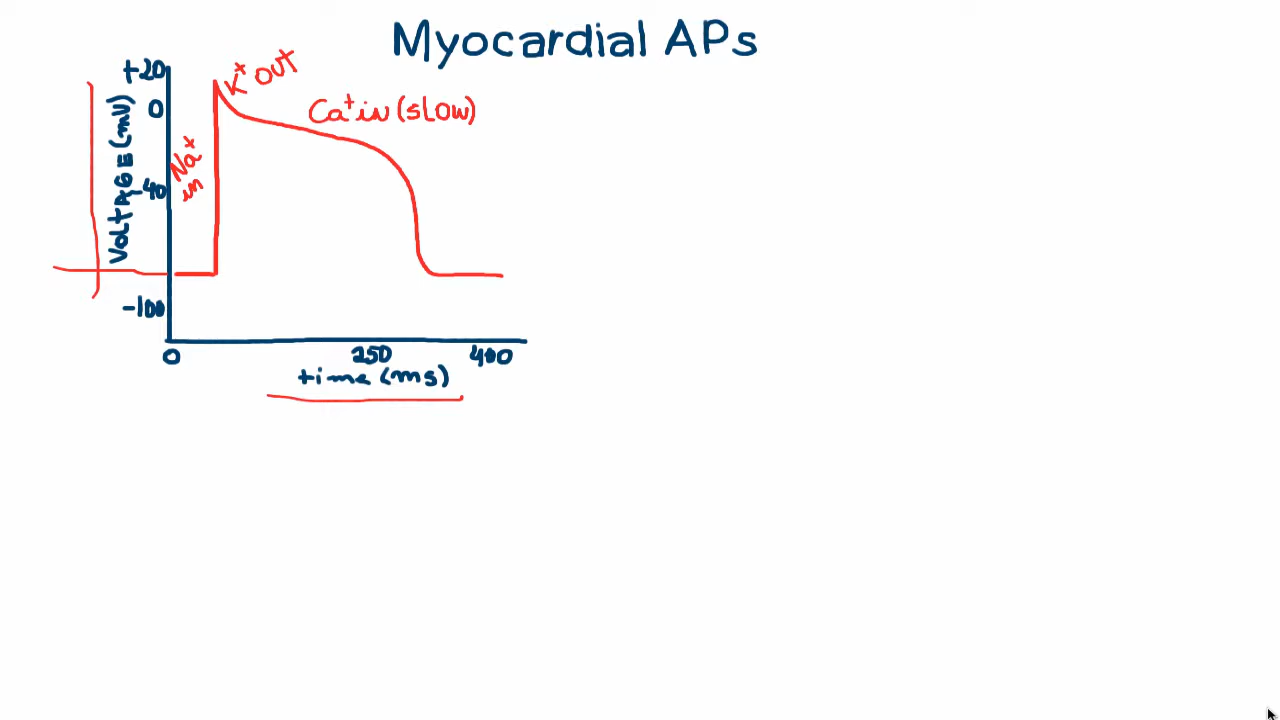 Myocardial APs
+20
0
-40
-100
VOLTAGE (mV)
Na+
in
K+ OUT
Ca+ in (SLOW)
0 250 400
time (ms)